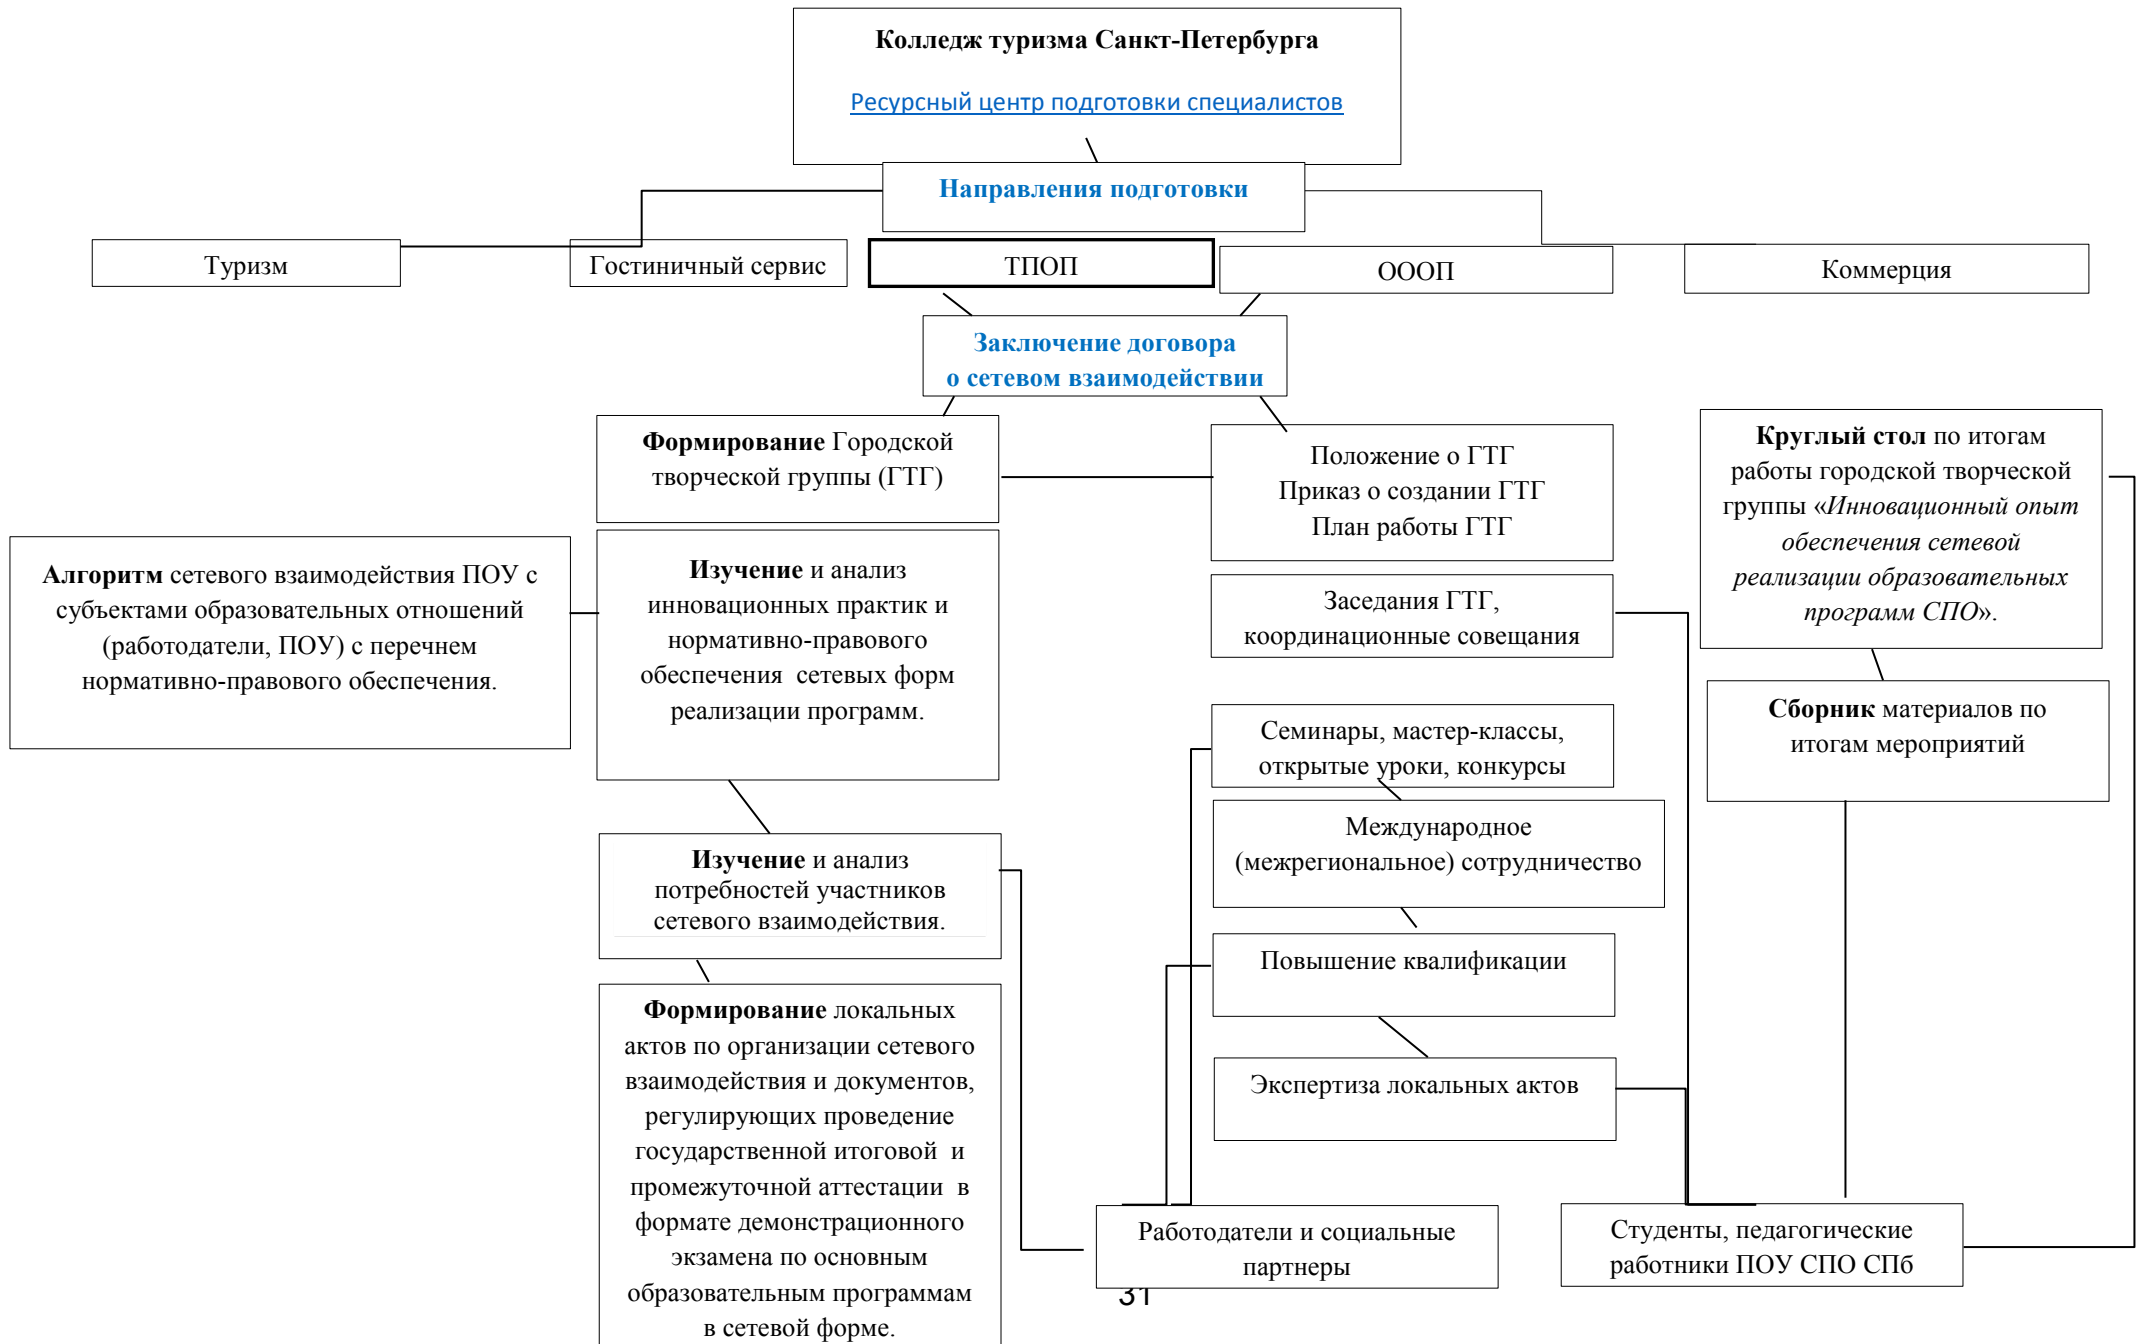 Колледж туризма Санкт-Петербурга
Ресурсный центр подготовки специалистов
Направления подготовки
Туризм
Гостиничный сервис
ТПОП
ОООП
Коммерция
Заключение договора
о сетевом взаимодействии
Формирование Городской
творческой группы (ГТГ)
Положение о ГТГ
Приказ о создании ГТГ
План работы ГТГ
Круглый стол по итогам
работы городской творческой
группы «Инновационный опыт
обеспечения сетевой
реализации образовательных
программ СПО».
Алгоритм сетевого взаимодействия ПОУ с
субъектами образовательных отношений
(работодатели, ПОУ) с перечнем
нормативно-правового обеспечения.
Изучение и анализ
инновационных практик и
нормативно-правового
обеспечения сетевых форм
реализации программ.
Заседания ГТГ,
координационные совещания
Сборник материалов по
итогам мероприятий
Семинары, мастер-классы,
открытые уроки, конкурсы
Международное
(межрегиональное) сотрудничество
Изучение и анализ
потребностей участников
сетевого взаимодействия.
Повышение квалификации
Формирование локальных
актов по организации сетевого
взаимодействия и документов,
регулирующих проведение
государственной итоговой и
промежуточной аттестации в
формате демонстрационного
экзамена по основным
образовательным программам
в сетевой форме.
Экспертиза локальных актов
Работодатели и социальные
партнеры
Студенты, педагогические
работники ПОУ СПО СПб
31